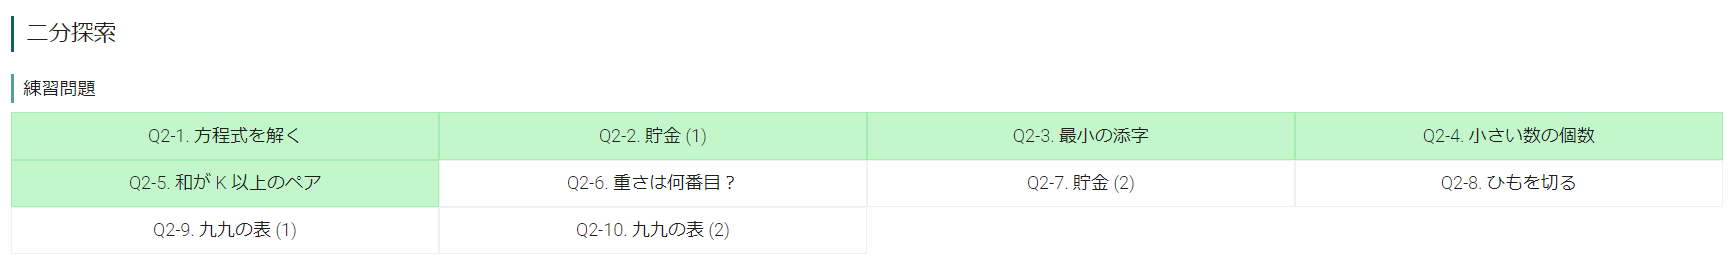 二分探索
練習問題
Q2-1. 方程式を解く Q2-2. 貯金 (1) Q2-3. 最小の添字 Q2-4. 小さい数の個数
Q2-5. 和が K 以上のペア Q2-6. 重さは何番目？ Q2-7. 貯金 (2) Q2-8. ひもを切る
Q2-9. 九九の表 (1) Q2-10. 九九の表 (2)